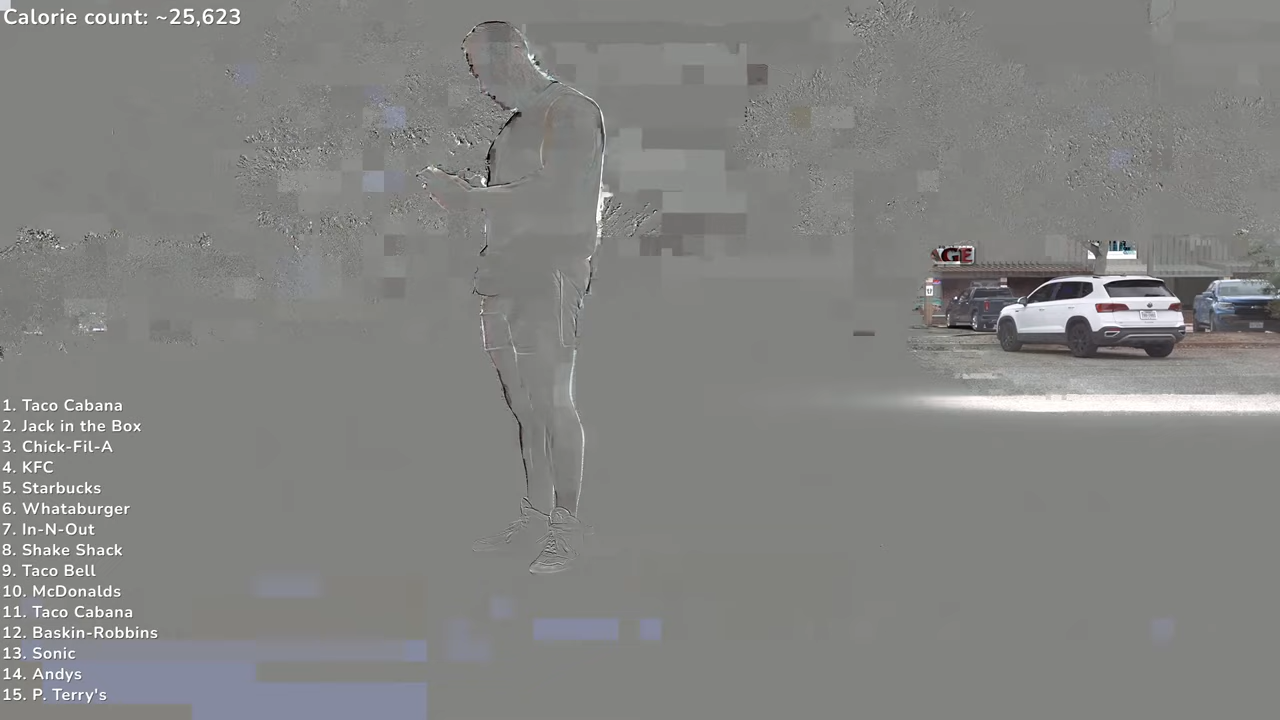 Calorie count: ~25,623
AGE
1. Taco Cabana
2. Jack in the Box
3. Chick-Fil-A
4. KFC
5. Starbucks
6. Whataburger
7. In-N-Out
8. Shake Shack
9. Taco Bell
10. McDonalds
11. Taco Cabana
12. Baskin-Robbins
13. Sonic
14. Andys
15. P. Terry's